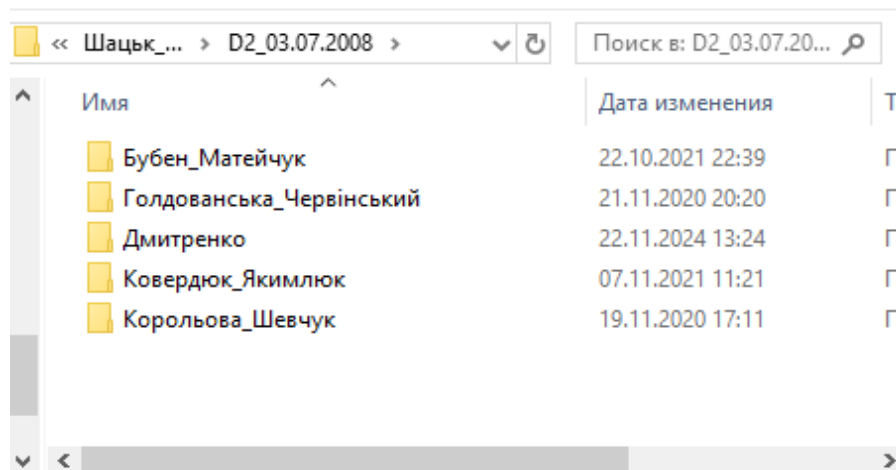 « Шацьк_... › D2_03.07.2008 › Поиск в: D2_03.07.20...
Имя Дата изменения Т
Бубен_Матейчук 22.10.2021 22:39 П
Голдованська_Червінський 21.11.2020 20:20 П
Дмитренко 22.11.2024 13:24 П
Ковердюк_Якимлюк 07.11.2021 11:21 П
Корольова_Шевчук 19.11.2020 17:11 П